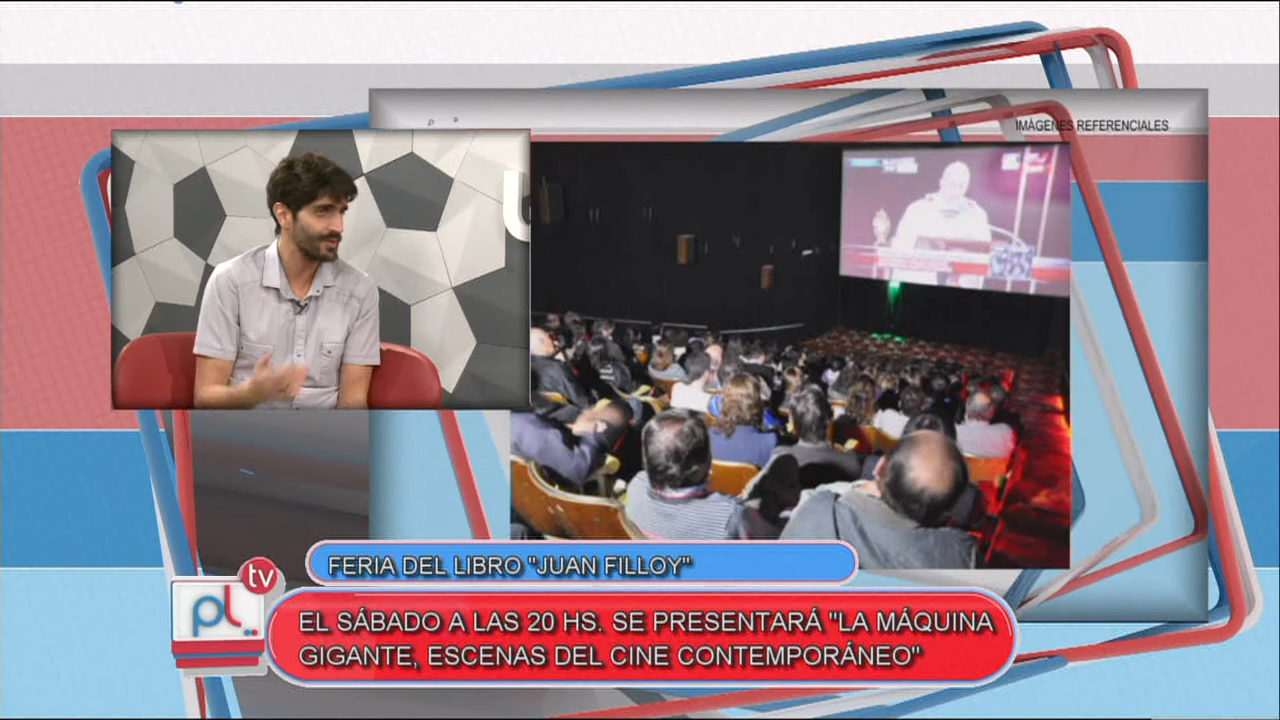 IMÁGENES REFERENCIALES
FERIA DEL LIBRO "JUAN FILLOY"
tv
pl..
EL SÁBADO A LAS 20 HS. SE PRESENTARÁ "LA MÁQUINA
GIGANTE, ESCENAS DEL CINE CONTEMPORÁNEO"